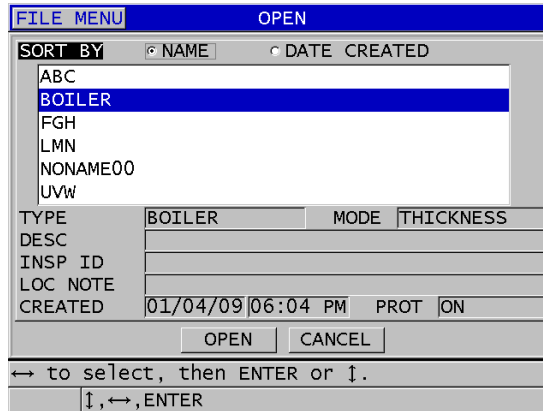 FILE MENU OPEN
SORT BY NAME DATE CREATED
ABC
BOILER
FGH
LMN
NONAME00
UVW
TYPE BOILER MODE THICKNESS
DESC
INSP ID
LOC NOTE
CREATED 01/04/09 06:04 PM PROT ON
OPEN CANCEL
↔ to select, then ENTER or ↕.
↕,↔,ENTER